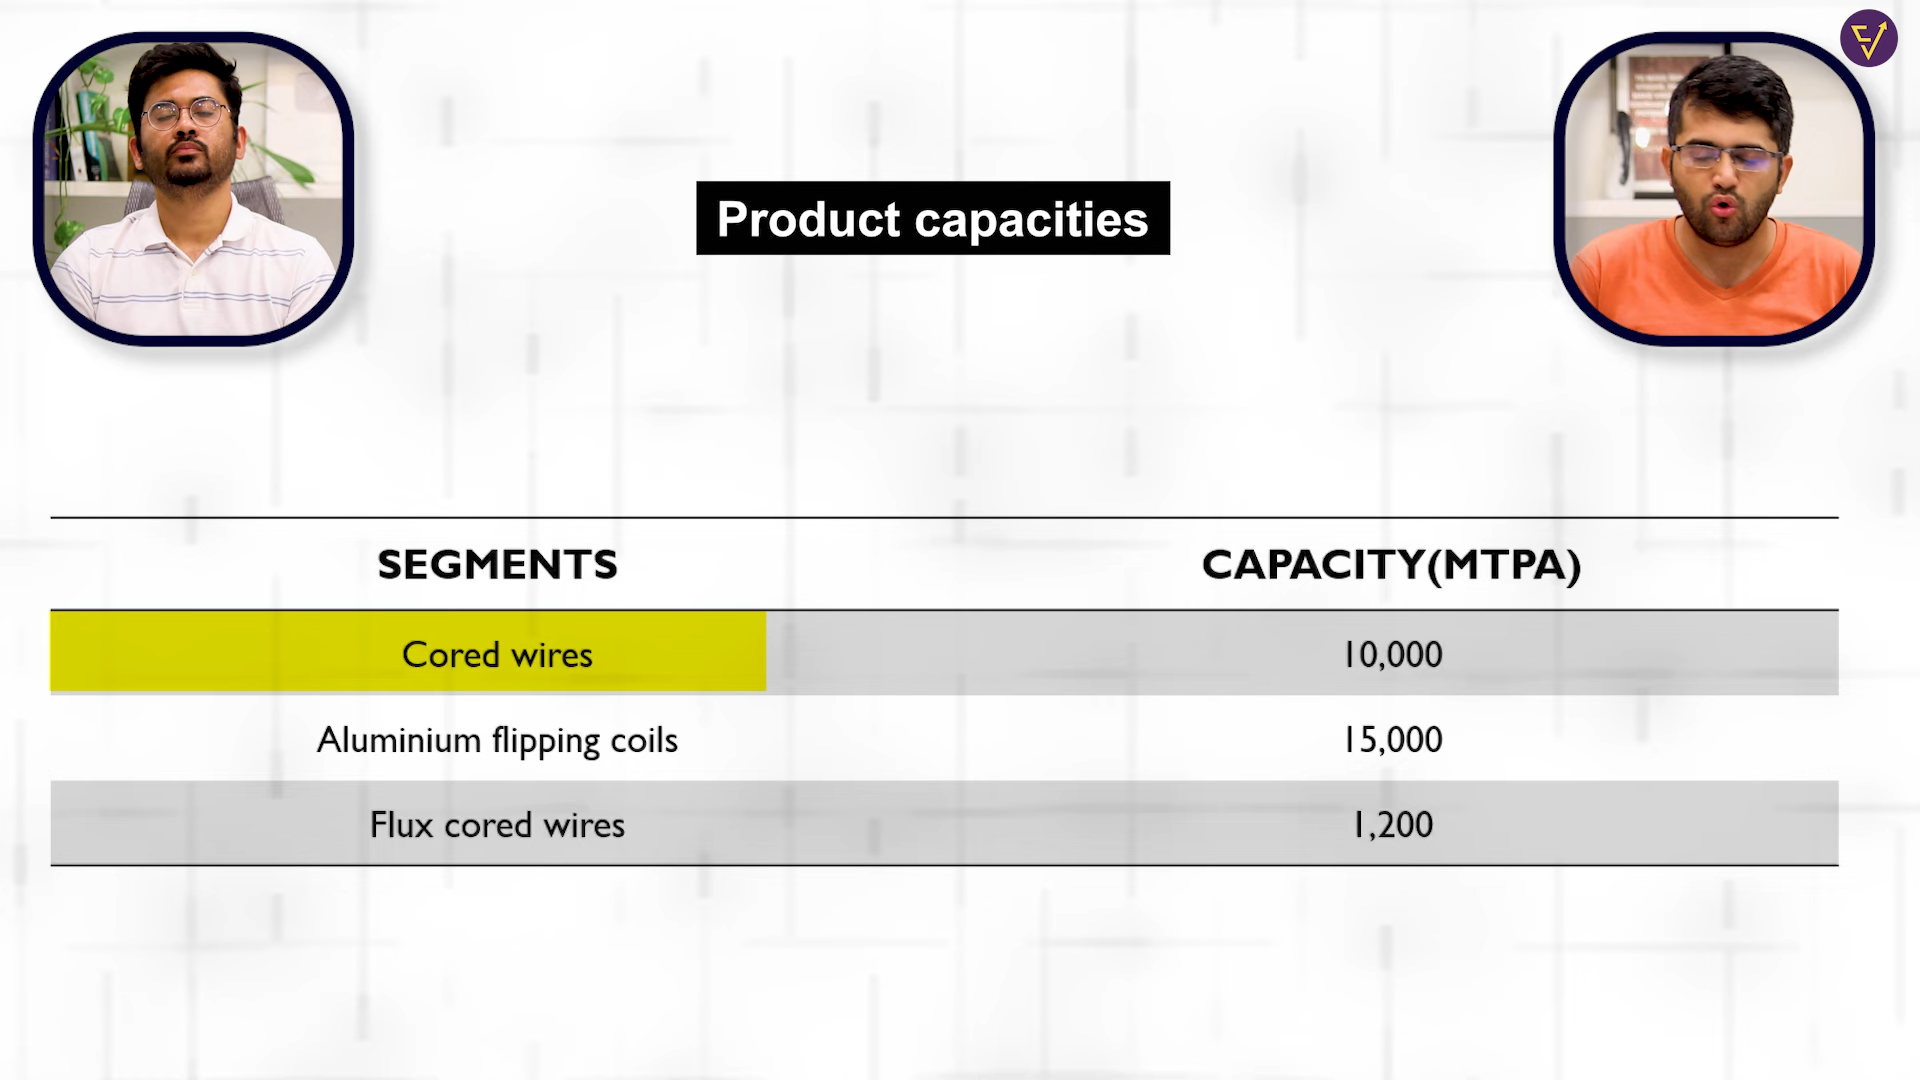 Product capacities
SEGMENTS CAPACITY(MTPA)
Cored wires 10,000
Aluminium flipping coils 15,000
Flux cored wires 1,200